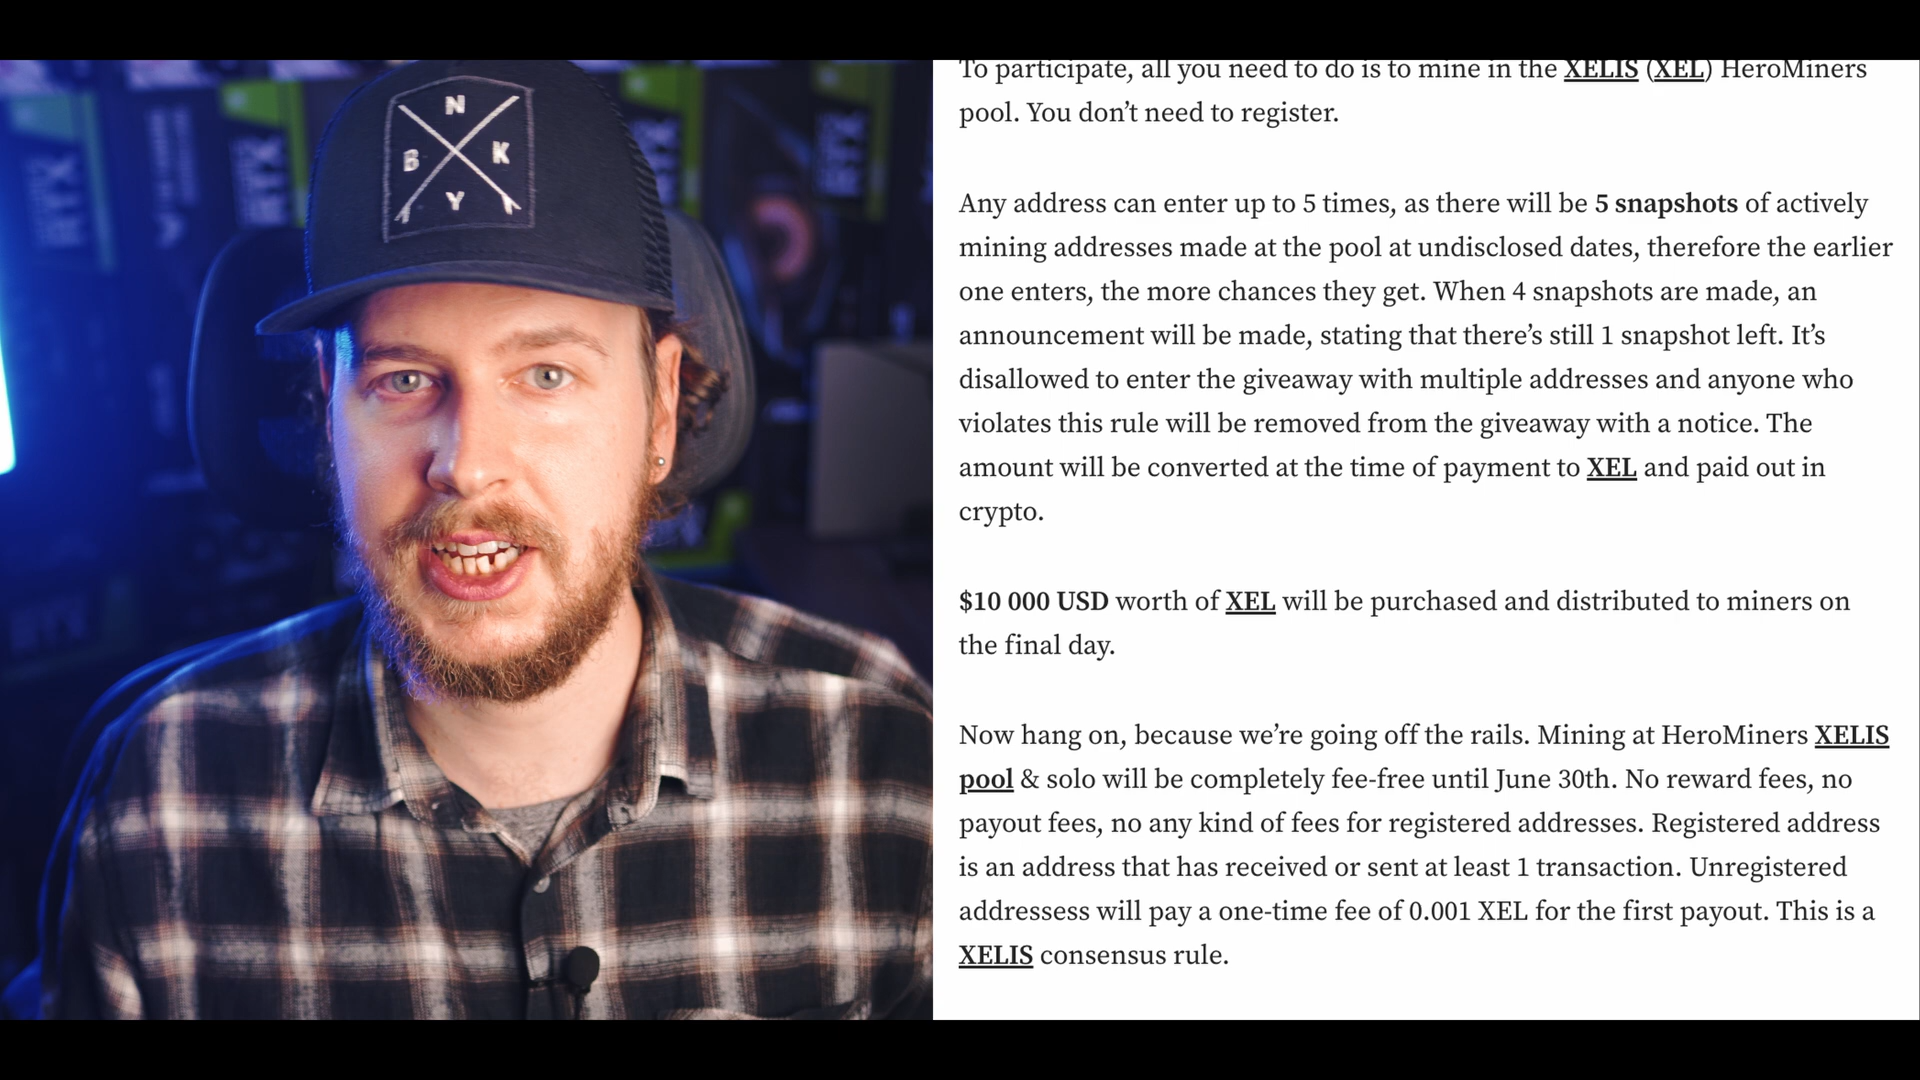 N
B K
Y
RTX
RTX
RTX
To participate, all you need to do is to mine in the XELIS (XEL) HeroMiners
pool. You don’t need to register.
Any address can enter up to 5 times, as there will be 5 snapshots of actively
mining addresses made at the pool at undisclosed dates, therefore the earlier
one enters, the more chances they get. When 4 snapshots are made, an
announcement will be made, stating that there’s still 1 snapshot left. It’s
disallowed to enter the giveaway with multiple addresses and anyone who
violates this rule will be removed from the giveaway with a notice. The
amount will be converted at the time of payment to XEL and paid out in
crypto.
$10 000 USD worth of XEL will be purchased and distributed to miners on
the final day.
Now hang on, because we’re going off the rails. Mining at HeroMiners XELIS
pool & solo will be completely fee-free until June 30th. No reward fees, no
payout fees, no any kind of fees for registered addresses. Registered address
is an address that has received or sent at least 1 transaction. Unregistered
addressess will pay a one-time fee of 0.001 XEL for the first payout. This is a
XELIS consensus rule.